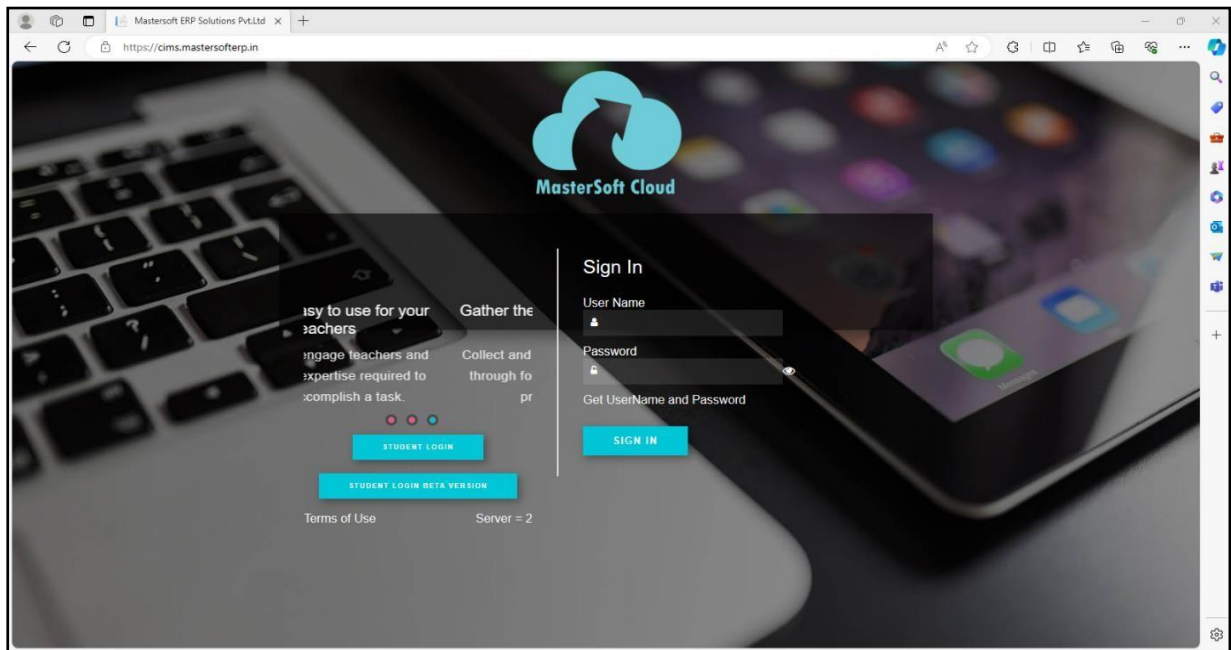 Mastersoft ERP Solutions Pvt.Ltd
https://cims.mastersofterp.in
MasterSoft Cloud
asy to use for your
eachers
engage teachers and
expertise required to
ccomplish a task.
Gather the
Collect and
through fo
pr
STUDENT LOGIN
STUDENT LOGIN BETA VERSION
Terms of Use
Server = 2
Sign In
User Name
Password
Get UserName and Password
SIGN IN
Messages